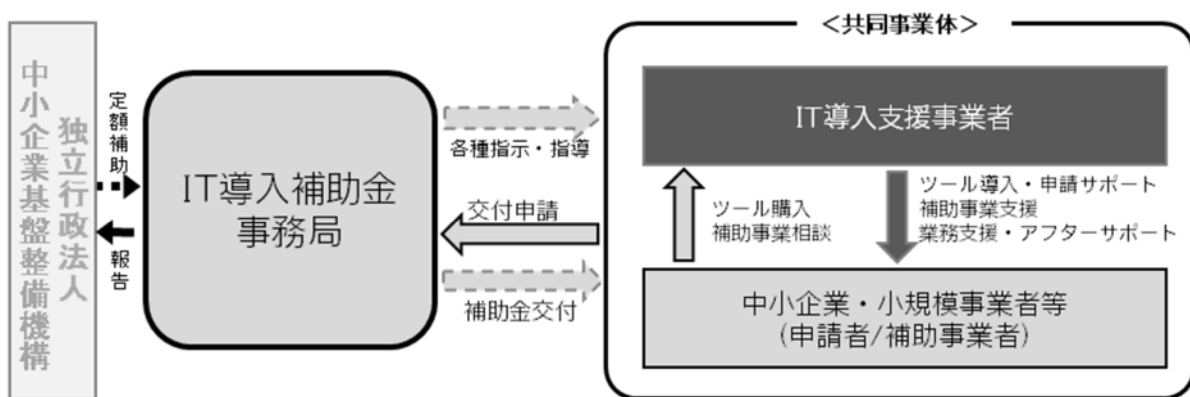 独立行政法人
中小企業基盤整備機構
定額補助
報告
IT導入補助金
事務局
各種指示・指導
交付申請
補助金交付
＜共同事業体＞
IT導入支援事業者
ツール購入
補助事業相談
ツール導入・申請サポート
補助事業支援
業務支援・アフターサポート
中小企業・小規模事業者等
(申請者/補助事業者)